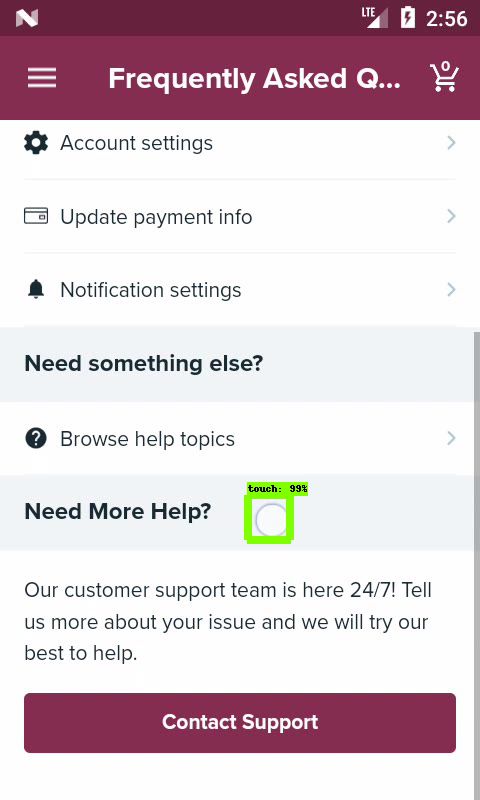 LTE 2:56
Frequently Asked Q... 0
Account settings
Update payment info
Notification settings
Need something else?
Browse help topics
touch: 99%
Need More Help?
Our customer support team is here 24/7! Tell
us more about your issue and we will try our
best to help.
Contact Support